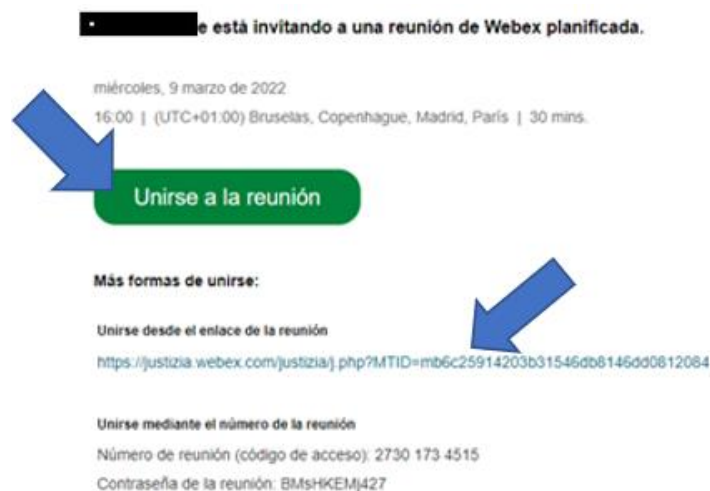 e está invitando a una reunión de Webex planificada.
miércoles, 9 marzo de 2022
16:00 | (UTC+01:00) Bruselas, Copenhague, Madrid, París | 30 mins.
Unirse a la reunión
Más formas de unirse:
Unirse desde el enlace de la reunión
https://justizia.webex.com/justizia/j.php?MTID=mb6c25914203b31546db8146dd0812084
Unirse mediante el número de la reunión
Número de reunión (código de acceso): 2730 173 4515
Contraseña de la reunión: BMsHKEMj427